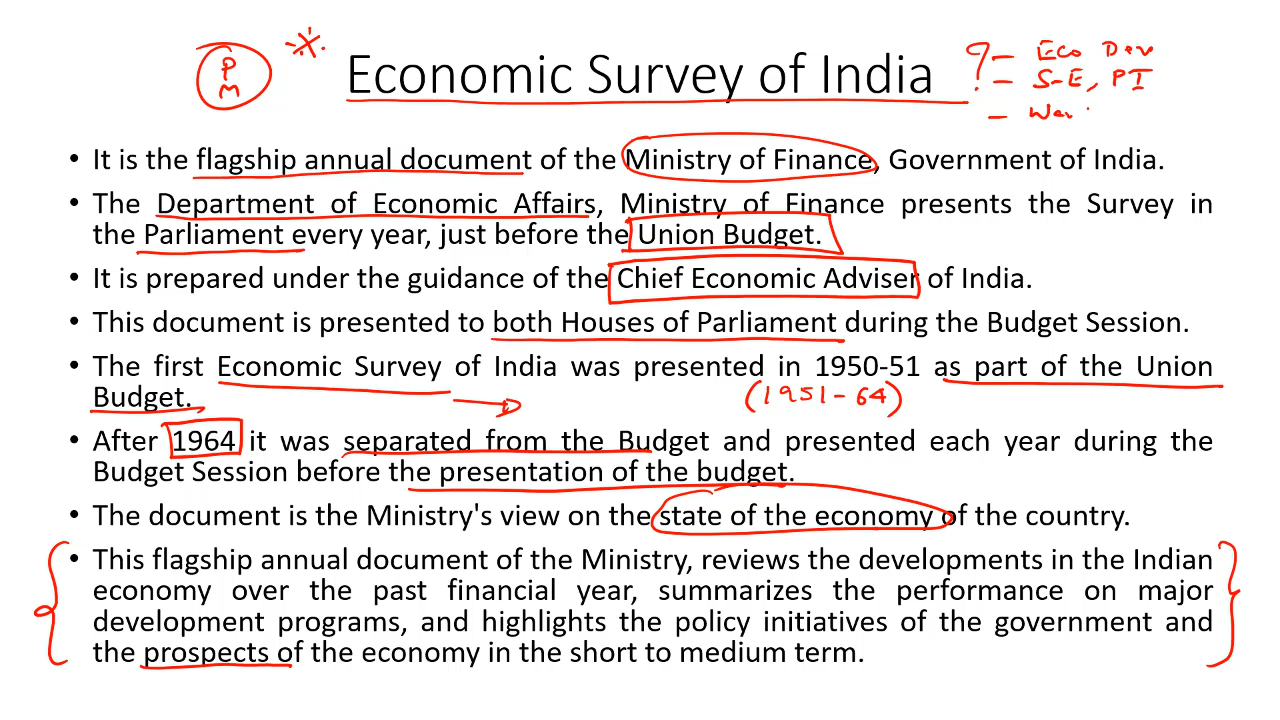 P
M
Economic Survey of India
? – Eco Dev
– S-E, PI
–
• It is the flagship annual document of the Ministry of Finance, Government of India.
• The Department of Economic Affairs, Ministry of Finance presents the Survey in
the Parliament every year, just before the Union Budget.
• It is prepared under the guidance of the Chief Economic Adviser of India.
• This document is presented to both Houses of Parliament during the Budget Session.
• The first Economic Survey of India was presented in 1950-51 as part of the Union
Budget.
(1951-64)
• After 1964 it was separated from the Budget and presented each year during the
Budget Session before the presentation of the budget.
• The document is the Ministry's view on the state of the economy of the country.
• This flagship annual document of the Ministry, reviews the developments in the Indian
economy over the past financial year, summarizes the performance on major
development programs, and highlights the policy initiatives of the government and
the prospects of the economy in the short to medium term.